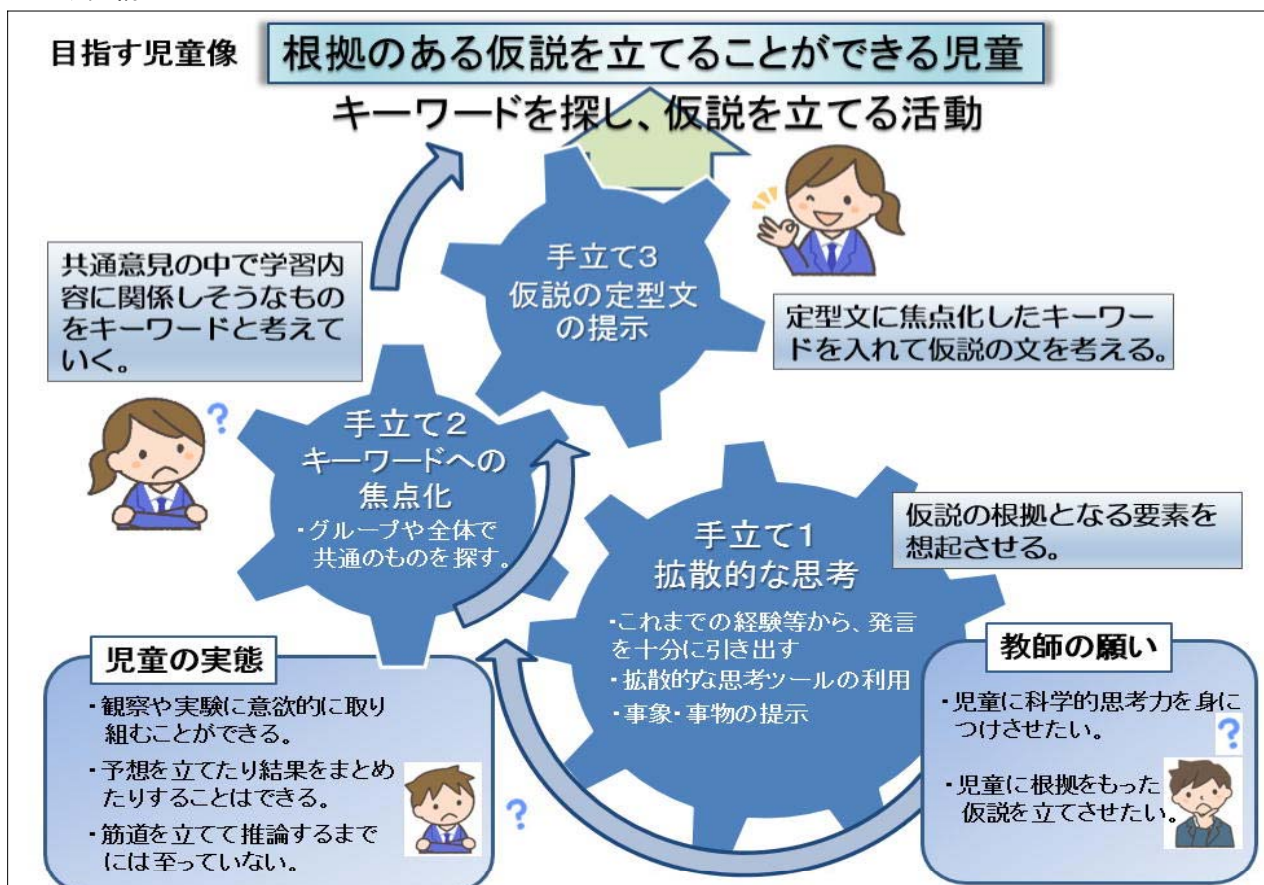 目指す児童像
根拠のある仮説を立てることができる児童
キーワードを探し、仮説を立てる活動
手立て3
仮説の定型文
の提示
共通意見の中で学習内
容に関係しそうなもの
をキーワードと考えて
いく。
定型文に焦点化したキーワー
ドを入れて仮説の文を考える。
?
手立て2
キーワードへの
焦点化
・グループや全体で
共通のものを探す。
手立て1
拡散的な思考
・これまでの経験等から、発言
を十分に引き出す
・拡散的な思考ツールの利用
・事象・事物の提示
仮説の根拠となる要素を
想起させる。
児童の実態
・観察や実験に意欲的に取り
組むことができる。
・予想を立てたり結果をまとめ
たりすることはできる。
・筋道を立てて推論するまで
には至っていない。
?
教師の願い
・児童に科学的思考力を身に
つけさせたい。
?
・児童に根拠をもった
仮説を立てさせたい。